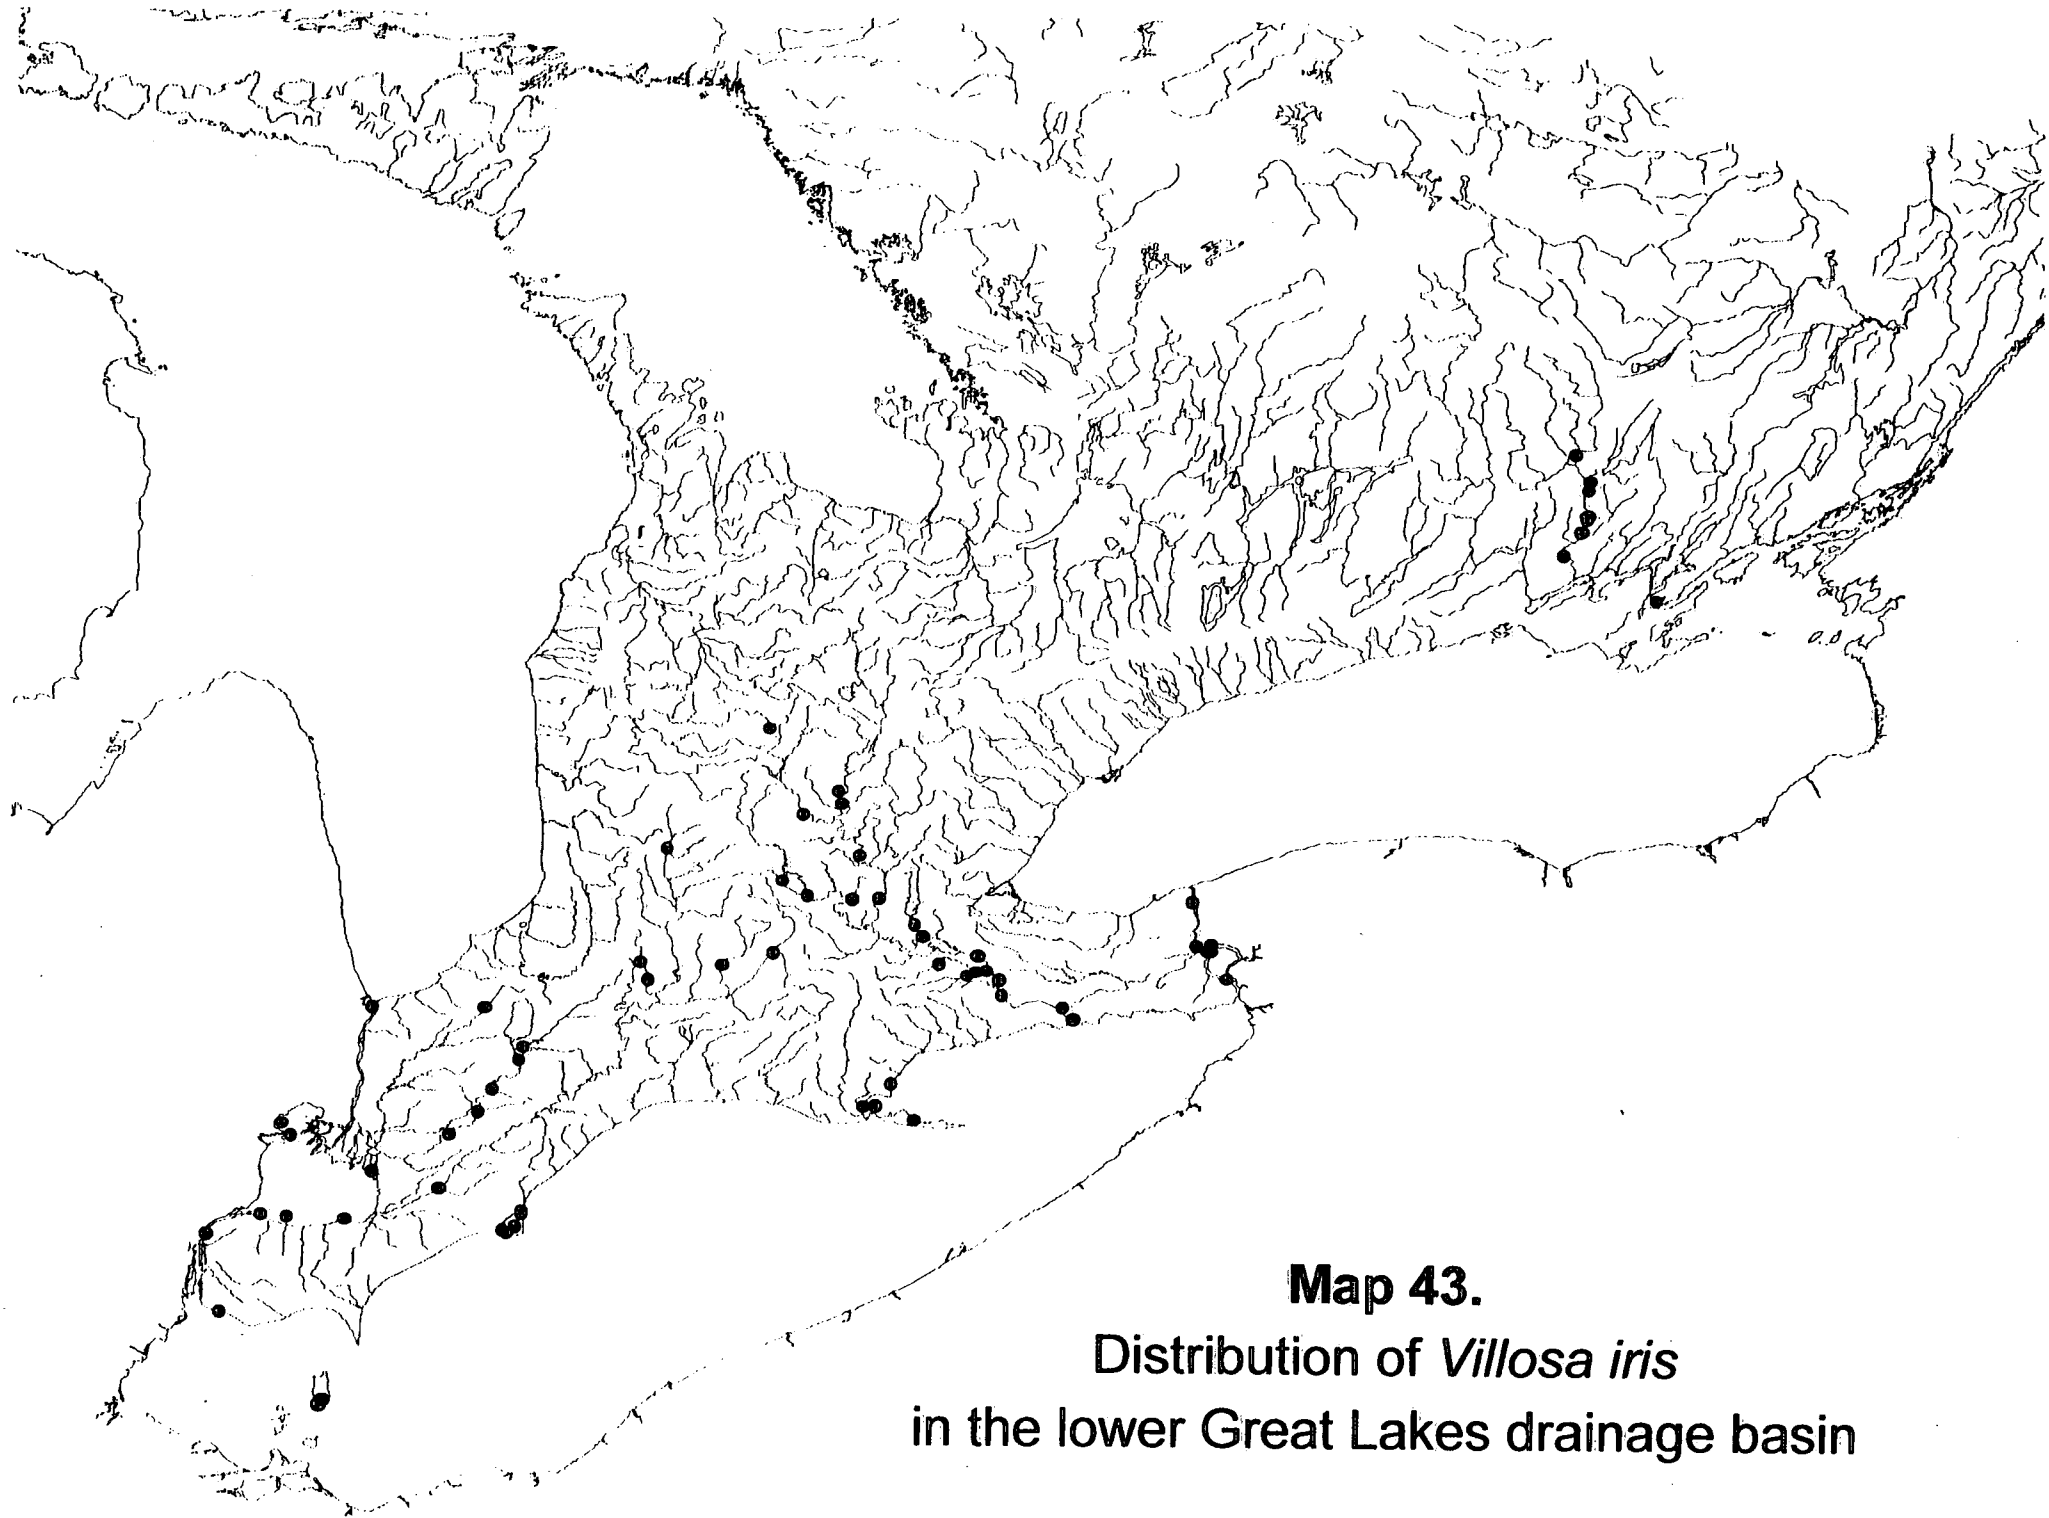 Map 43.
Distribution of Villosa iris
in the lower Great Lakes drainage basin